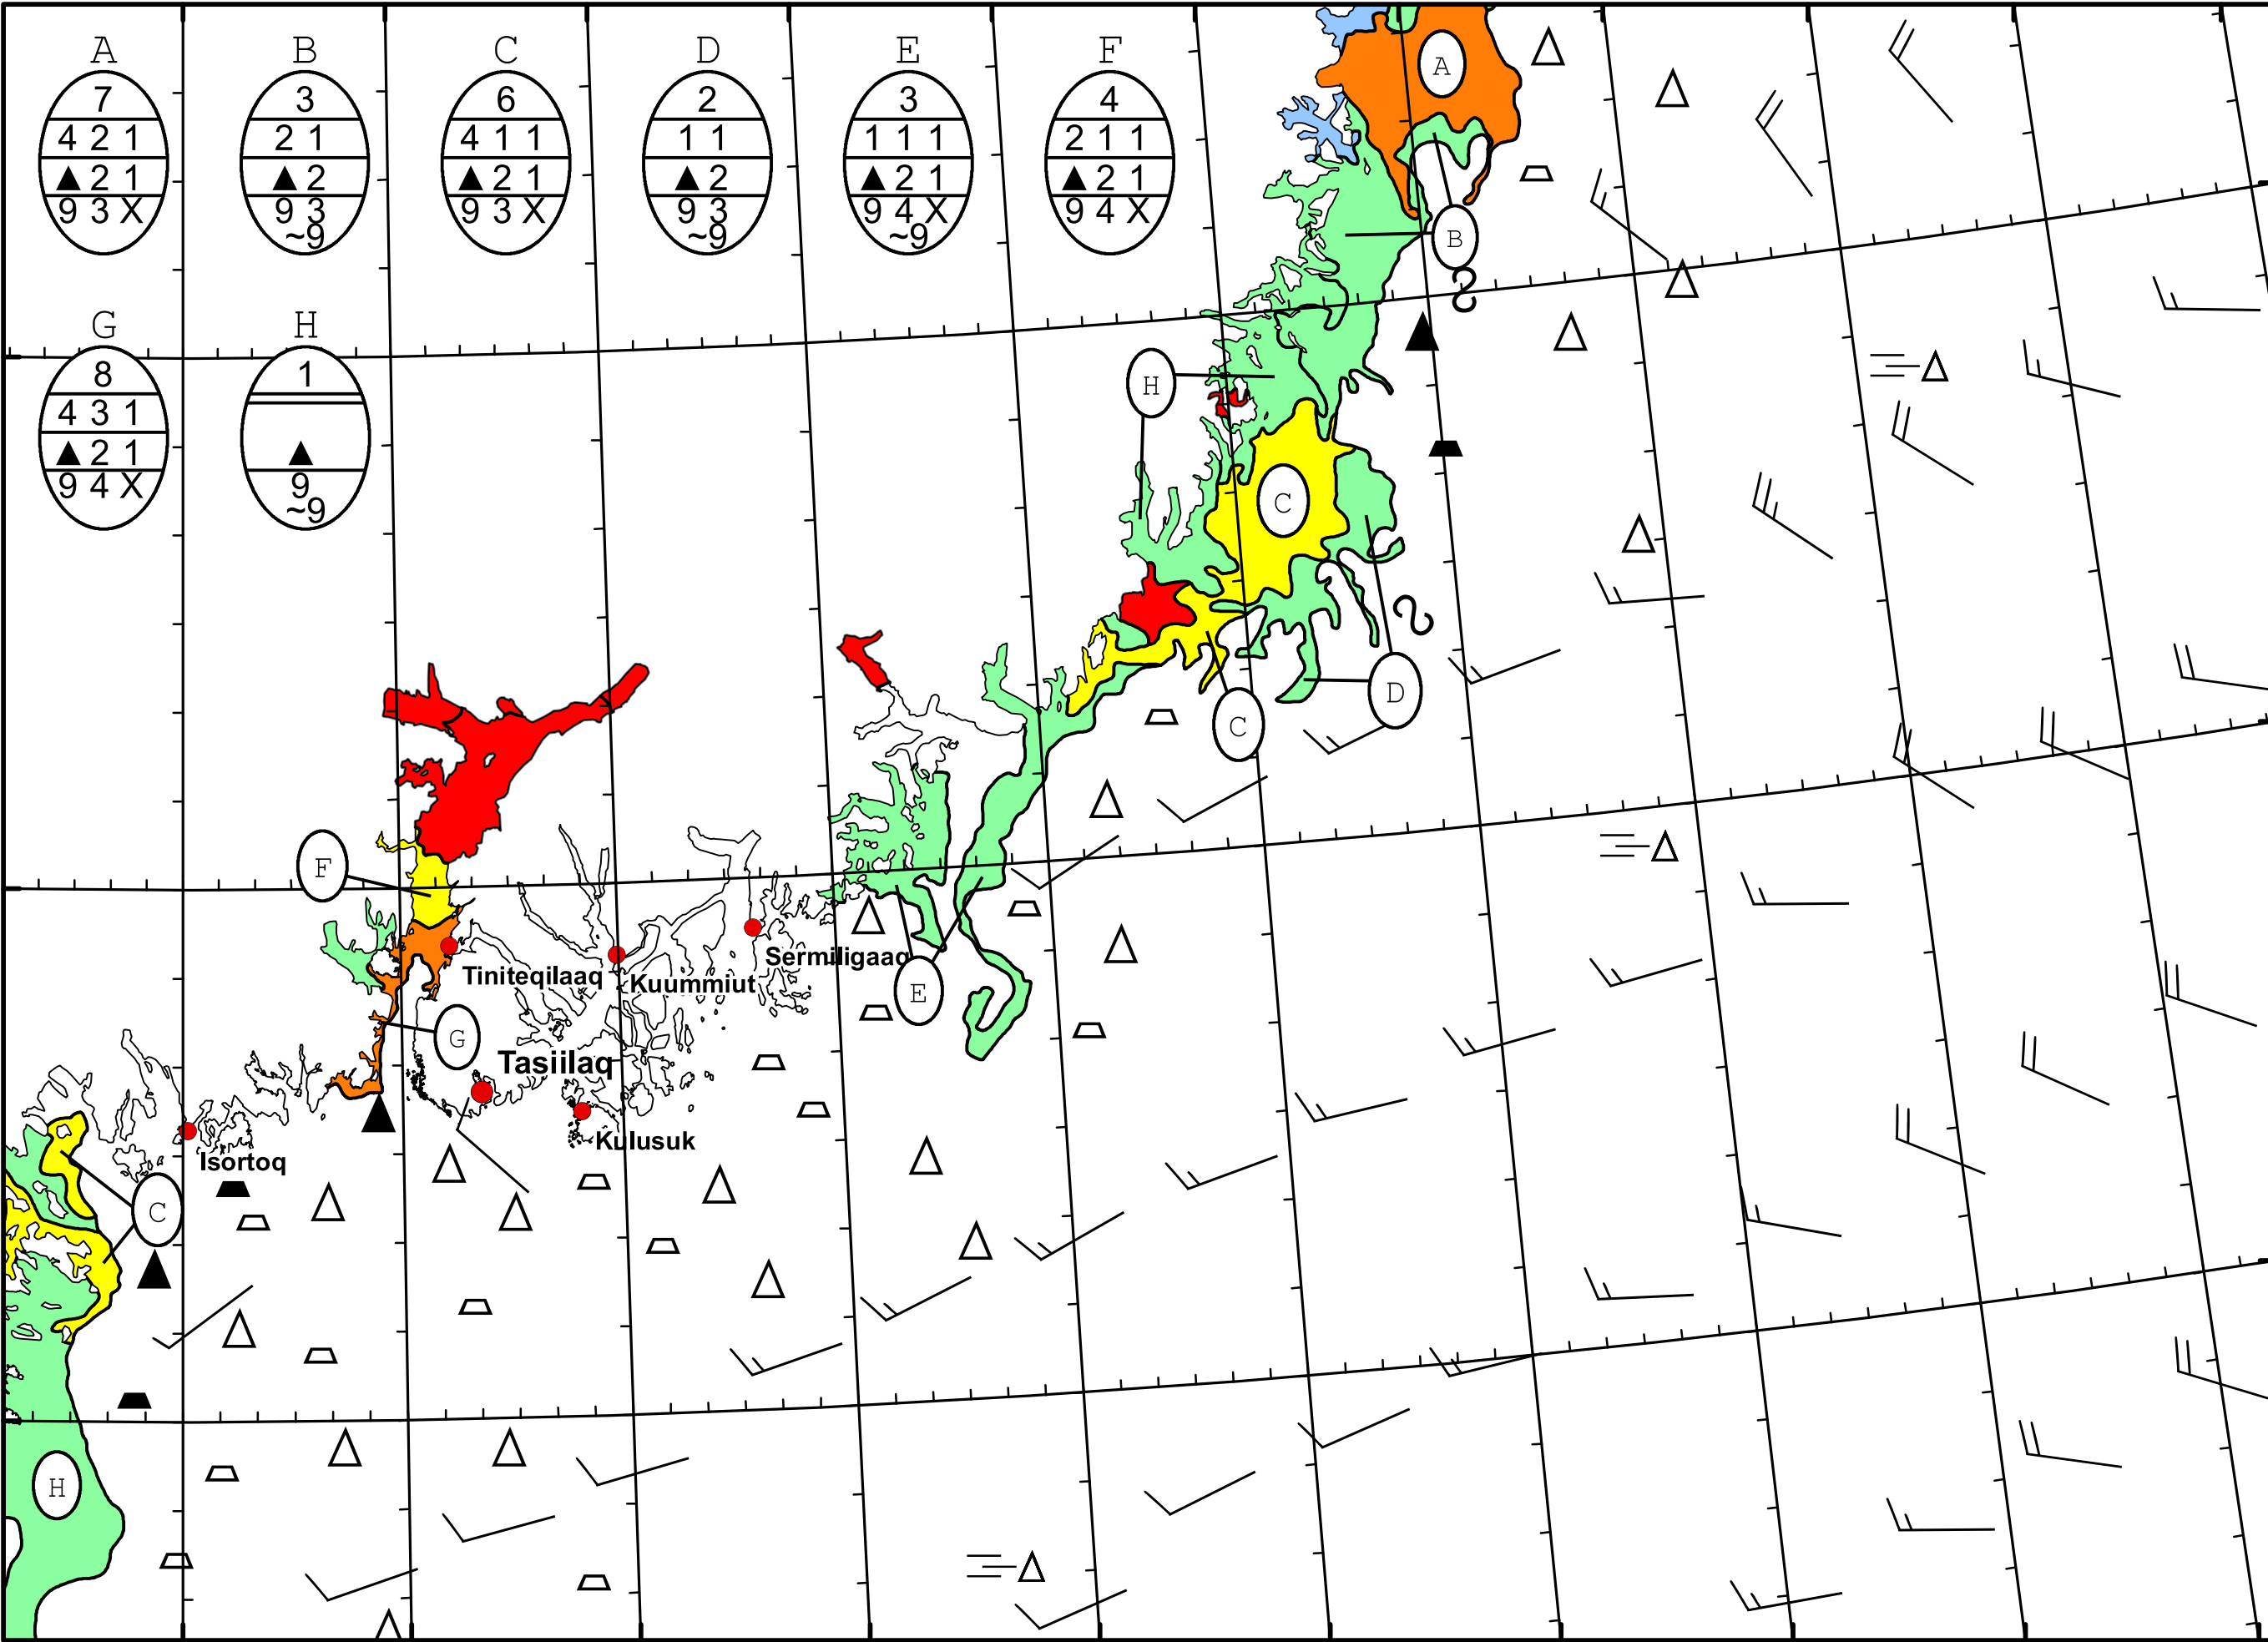 A B C D E F
7 3 6 2 3 4
4 2 1 2 1 4 1 1 1 1 1 1 1 2 1 1
▲ 2 1 ▲ 2 ▲ 2 1 ▲ 2 ▲ 2 1 ▲ 2 1
9 3 X 9 3 9 3 X 9 3 9 4 X 9 4 X
~9 ~9 ~9
G H
8 1
4 3 1
▲ 2 1 ▲
9 4 X 9
~9
A
B
H
C
D
C
F
Sermiligaaq
Tiniteqilaaq
Kuummiut
E
G
Tasiilaq
Kulusuk
Isortoq
C
H